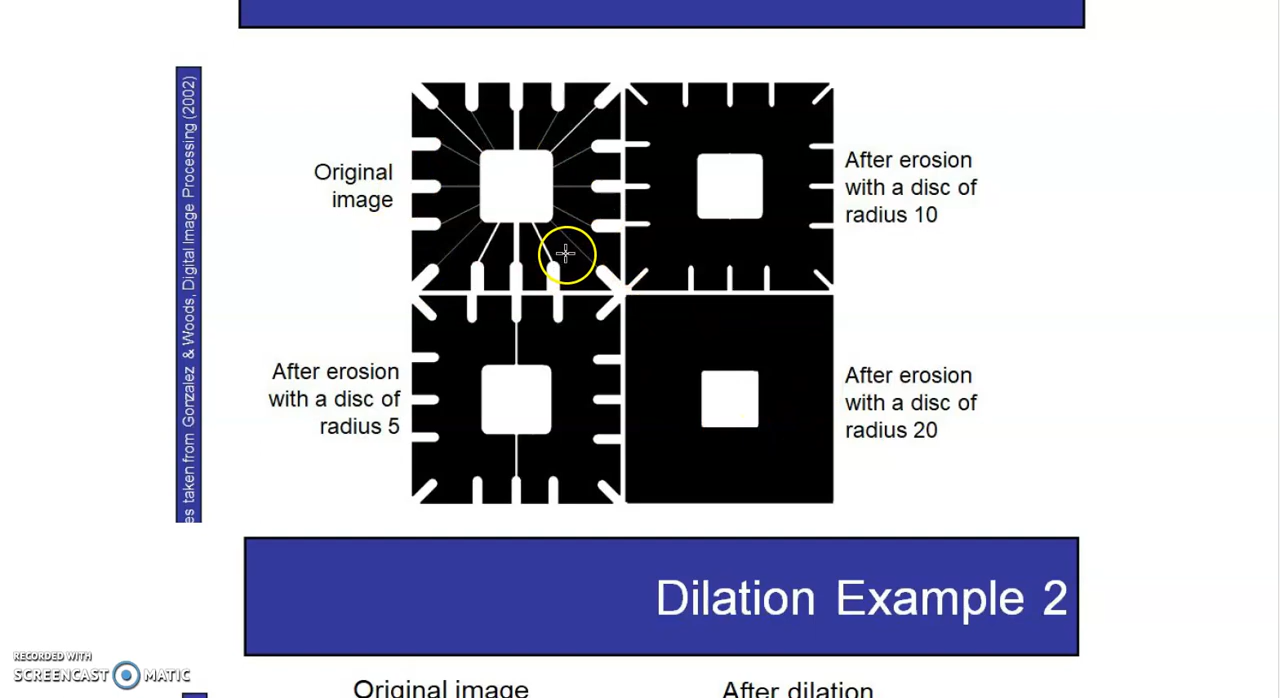 es taken from Gonzalez & Woods, Digital Image Processing (2002)
Original
image
After erosion
with a disc of
radius 10
After erosion
with a disc of
radius 5
After erosion
with a disc of
radius 20
Dilation Example 2
Original image
After dilation
RECORDED WITH
SCREENCAST MATIC